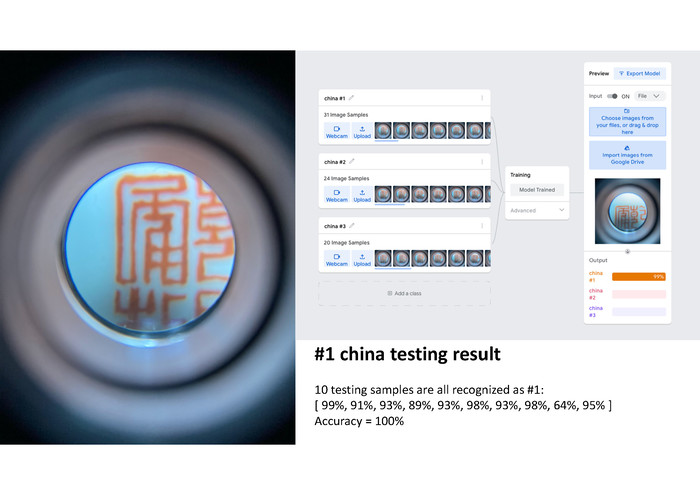 china #1
31 Image Samples
Webcam
Upload
china #2
24 Image Samples
Webcam
Upload
china #3
20 Image Samples
Webcam
Upload
Add a class
Training
Model Trained
Advanced
Preview
Export Model
Input
ON
File
Choose images from
your files, or drag & drop
here
Import images from
Google Drive
Output
china
#1
99%
china
#2
china
#3
#1 china testing result
10 testing samples are all recognized as #1:
[ 99%, 91%, 93%, 89%, 93%, 98%, 93%, 98%, 64%, 95% ]
Accuracy = 100%